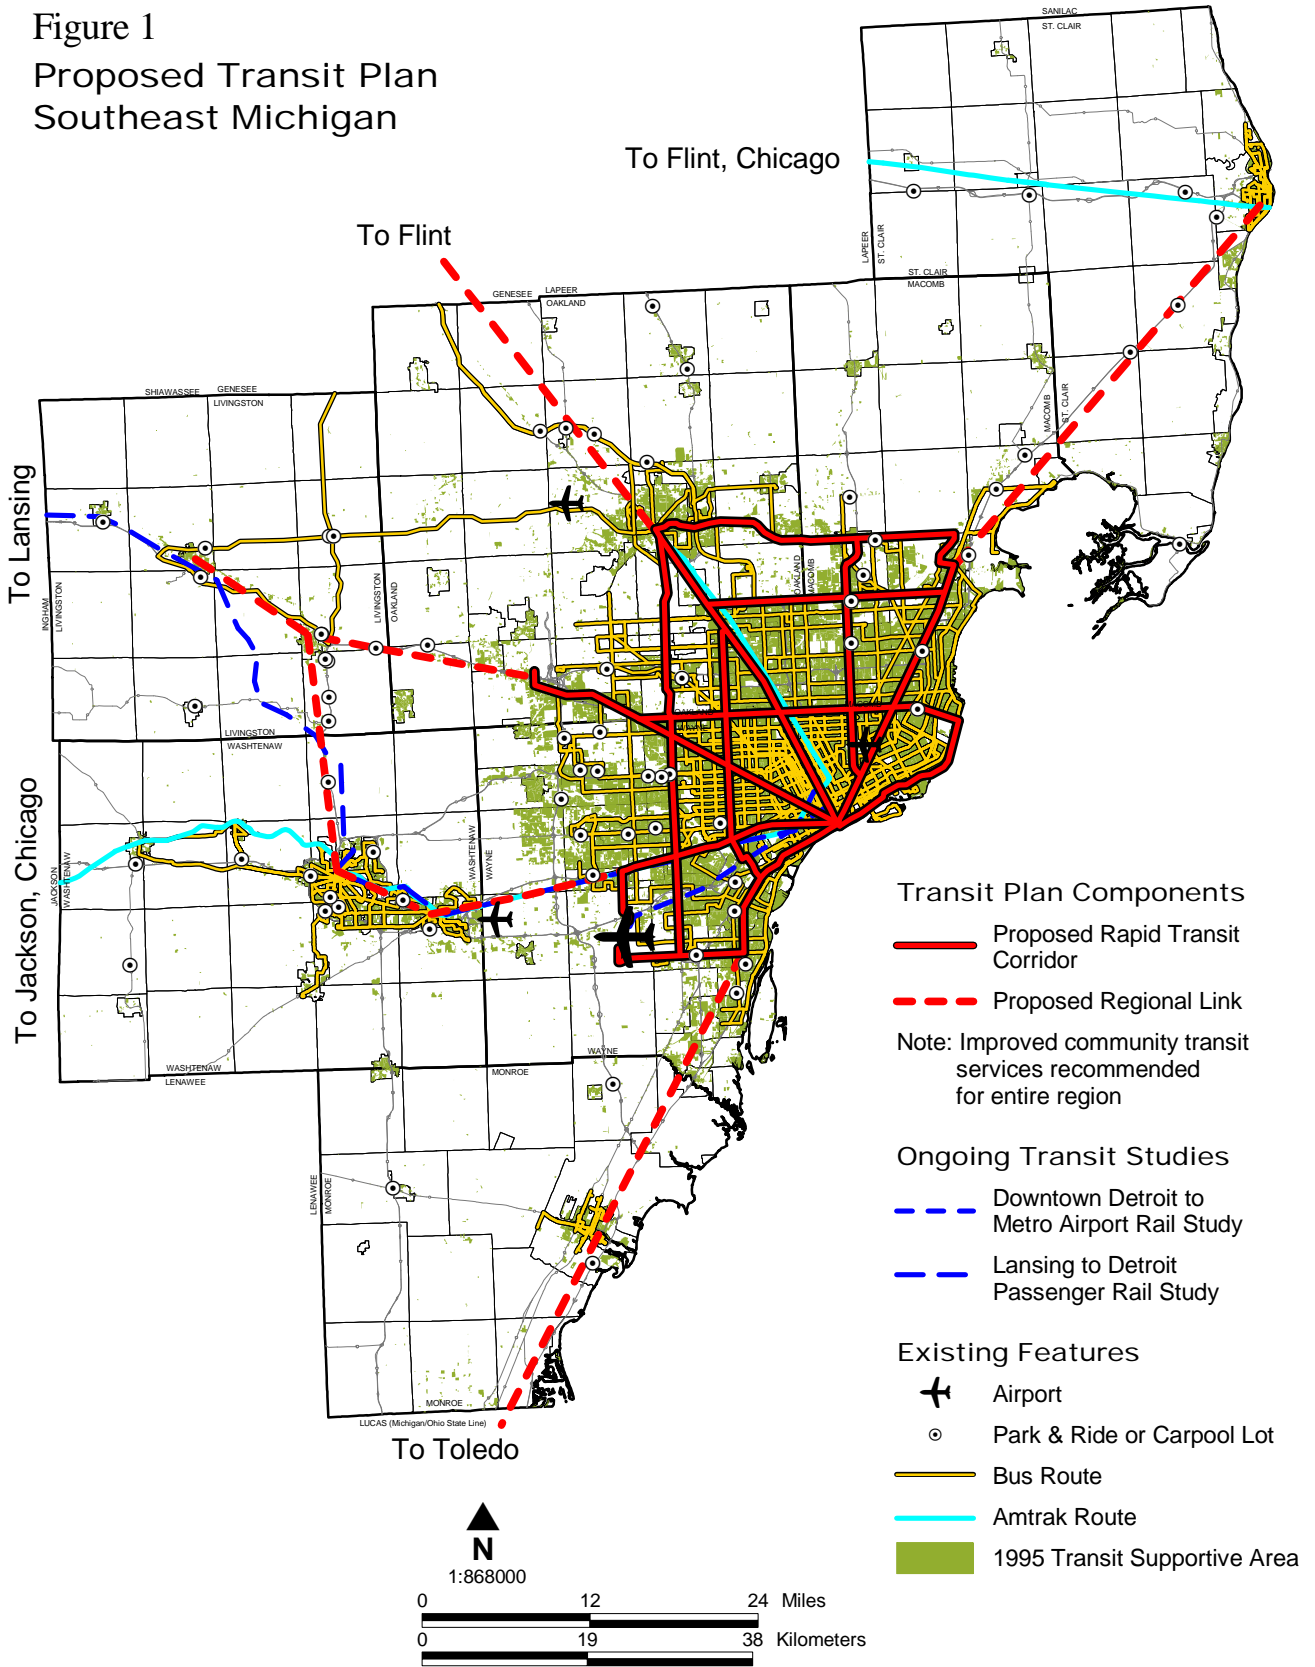 Figure 1
Proposed Transit Plan
Southeast Michigan
SANILAC
ST. CLAIR
To Flint, Chicago
To Flint
LAPEER
ST. CLAIR
ST. CLAIR
MACOMB
GENESEE
LAPEER
OAKLAND
SHIAWASSEE
GENESEE
LIVINGSTON
MACOMB
ST. CLAIR
To Lansing
INGHAM
LIVINGSTON
LIVINGSTON
OAKLAND
OAKLAND
MACOMB
OAKLAND
LIVINGSTON
WASHTENAW
To Jackson, Chicago
JACKSON
WASHTENAW
WASHTENAW
WAYNE
WASHTENAW
LENAWEE
WAYNE
MONROE
LENAWEE
MONROE
MONROE
LUCAS (Michigan/Ohio State Line)
To Toledo
Transit Plan Components
Proposed Rapid Transit
Corridor
Proposed Regional Link
Note: Improved community transit
services recommended
for entire region
Ongoing Transit Studies
Downtown Detroit to
Metro Airport Rail Study
Lansing to Detroit
Passenger Rail Study
Existing Features
Airport
Park & Ride or Carpool Lot
Bus Route
Amtrak Route
1995 Transit Supportive Area
N
1:868000
0 12 24 Miles
0 19 38 Kilometers